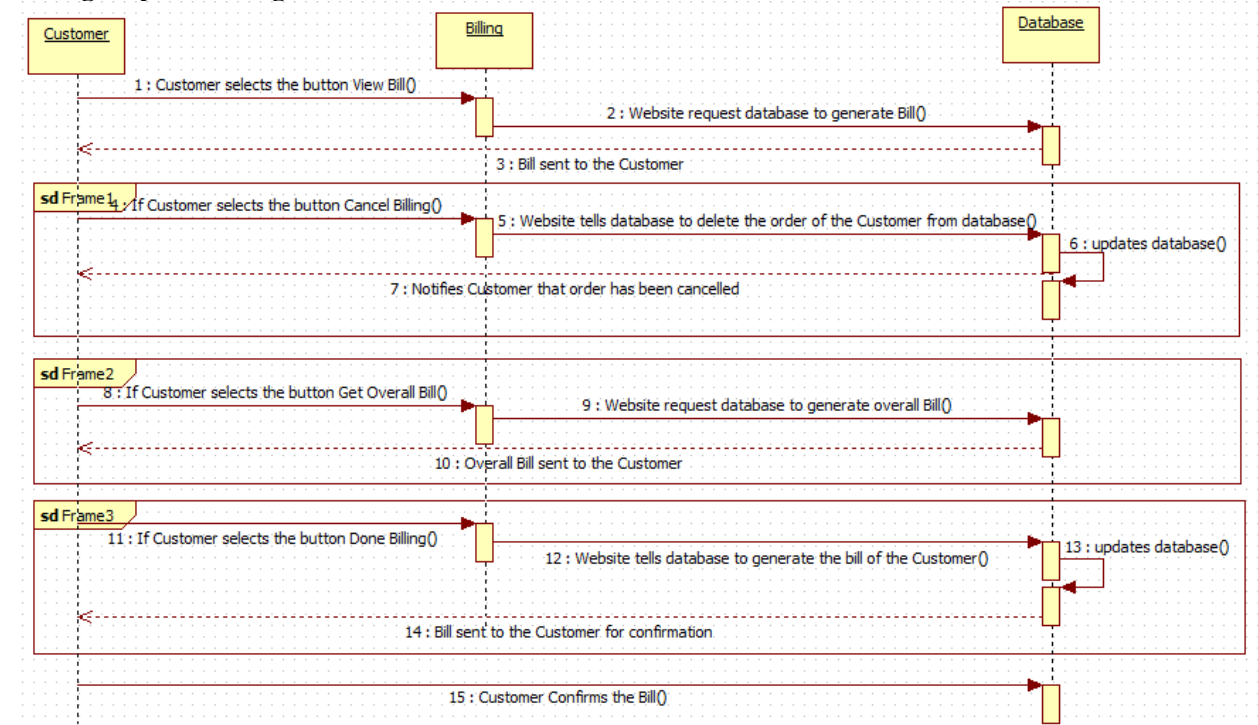 Customer
Billing
Database
1 : Customer selects the button View Bill()
2 : Website request database to generate Bill()
3 : Bill sent to the Customer
sd Frame1
4 : If Customer selects the button Cancel Billing()
5 : Website tells database to delete the order of the Customer from database()
6 : updates database()
7 : Notifies Customer that order has been cancelled
sd Frame2
8 : If Customer selects the button Get Overall Bill()
9 : Website request database to generate overall Bill()
10 : Overall Bill sent to the Customer
sd Frame3
11 : If Customer selects the button Done Billing()
12 : Website tells database to generate the bill of the Customer()
13 : updates database()
14 : Bill sent to the Customer for confirmation
15 : Customer Confirms the Bill()